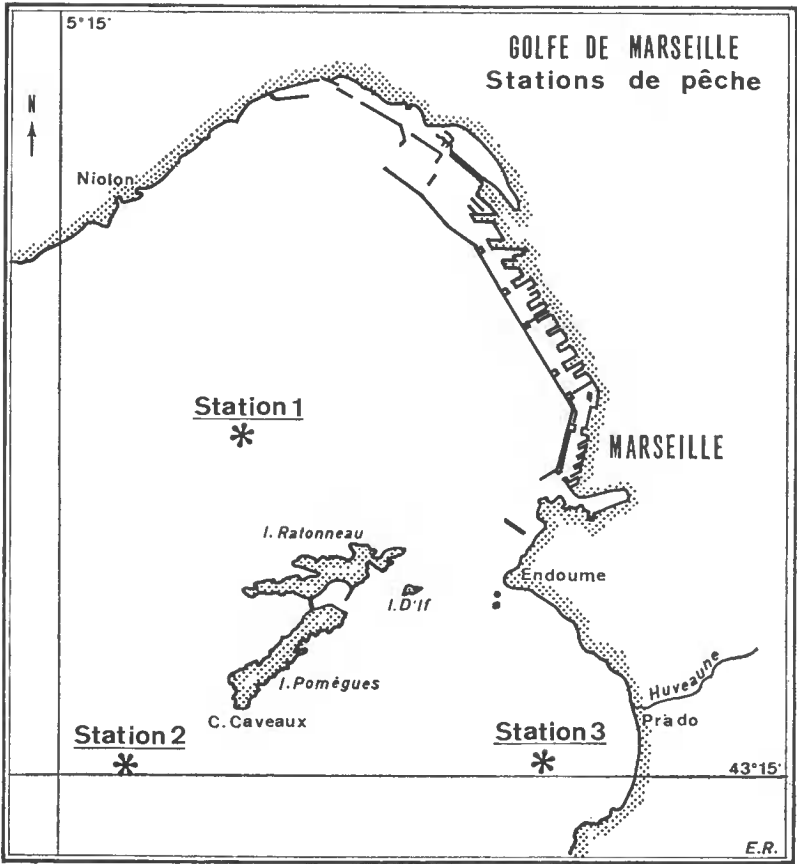 5°15'
GOLFE DE MARSEILLE
Stations de pêche
N
Niolon
Station 1
MARSEILLE
I. Ratonneau
Endoume
I. D'If
Huveaune
I. Pomègues
C. Caveaux
Prado
Station 2
Station 3
43°15'
E.R.